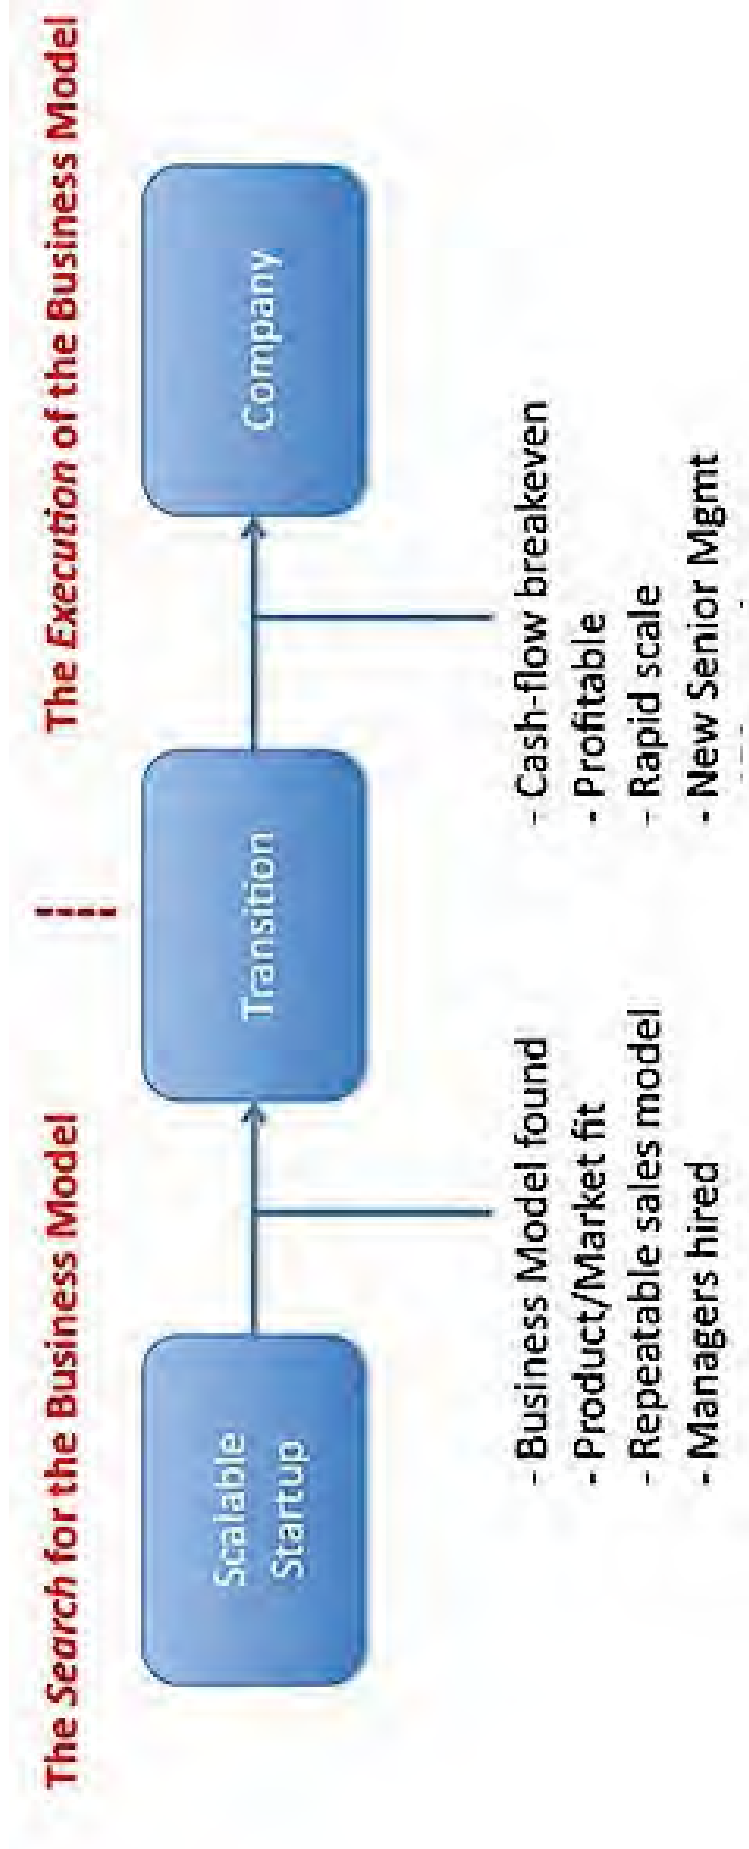 The Search for the Business Model
The Execution of the Business Model
Scalable
Startup
Transition
Company
- Business Model found
- Product/Market fit
- Repeatable sales model
- Managers hired
- Cash-flow breakeven
- Profitable
- Rapid scale
- New Senior Mgmt